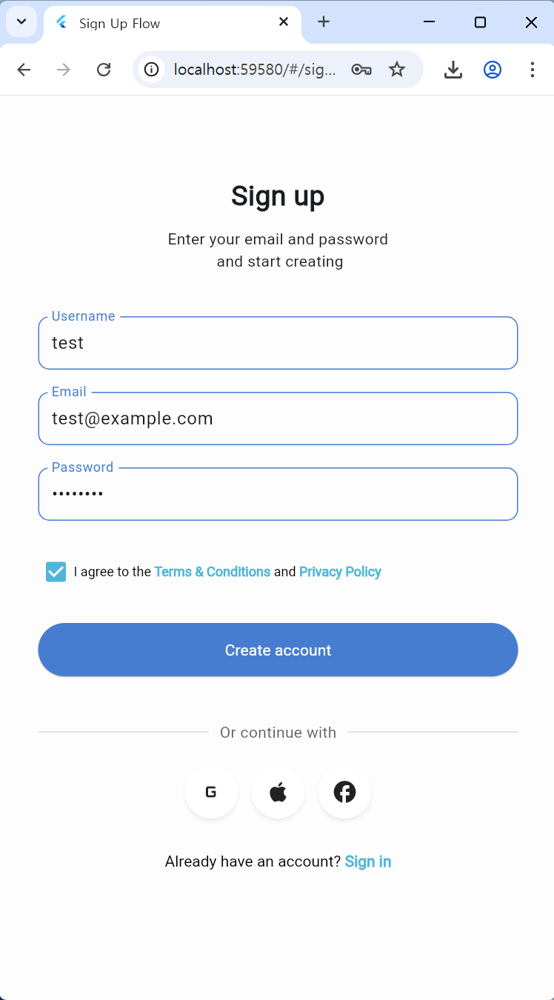 Sign Up Flow
localhost:59580/#/sig...
Sign up
Enter your email and password
and start creating
Username
test
Email
test@example.com
Password
••••••••
I agree to the Terms & Conditions and Privacy Policy
Create account
Or continue with
G
Already have an account? Sign in